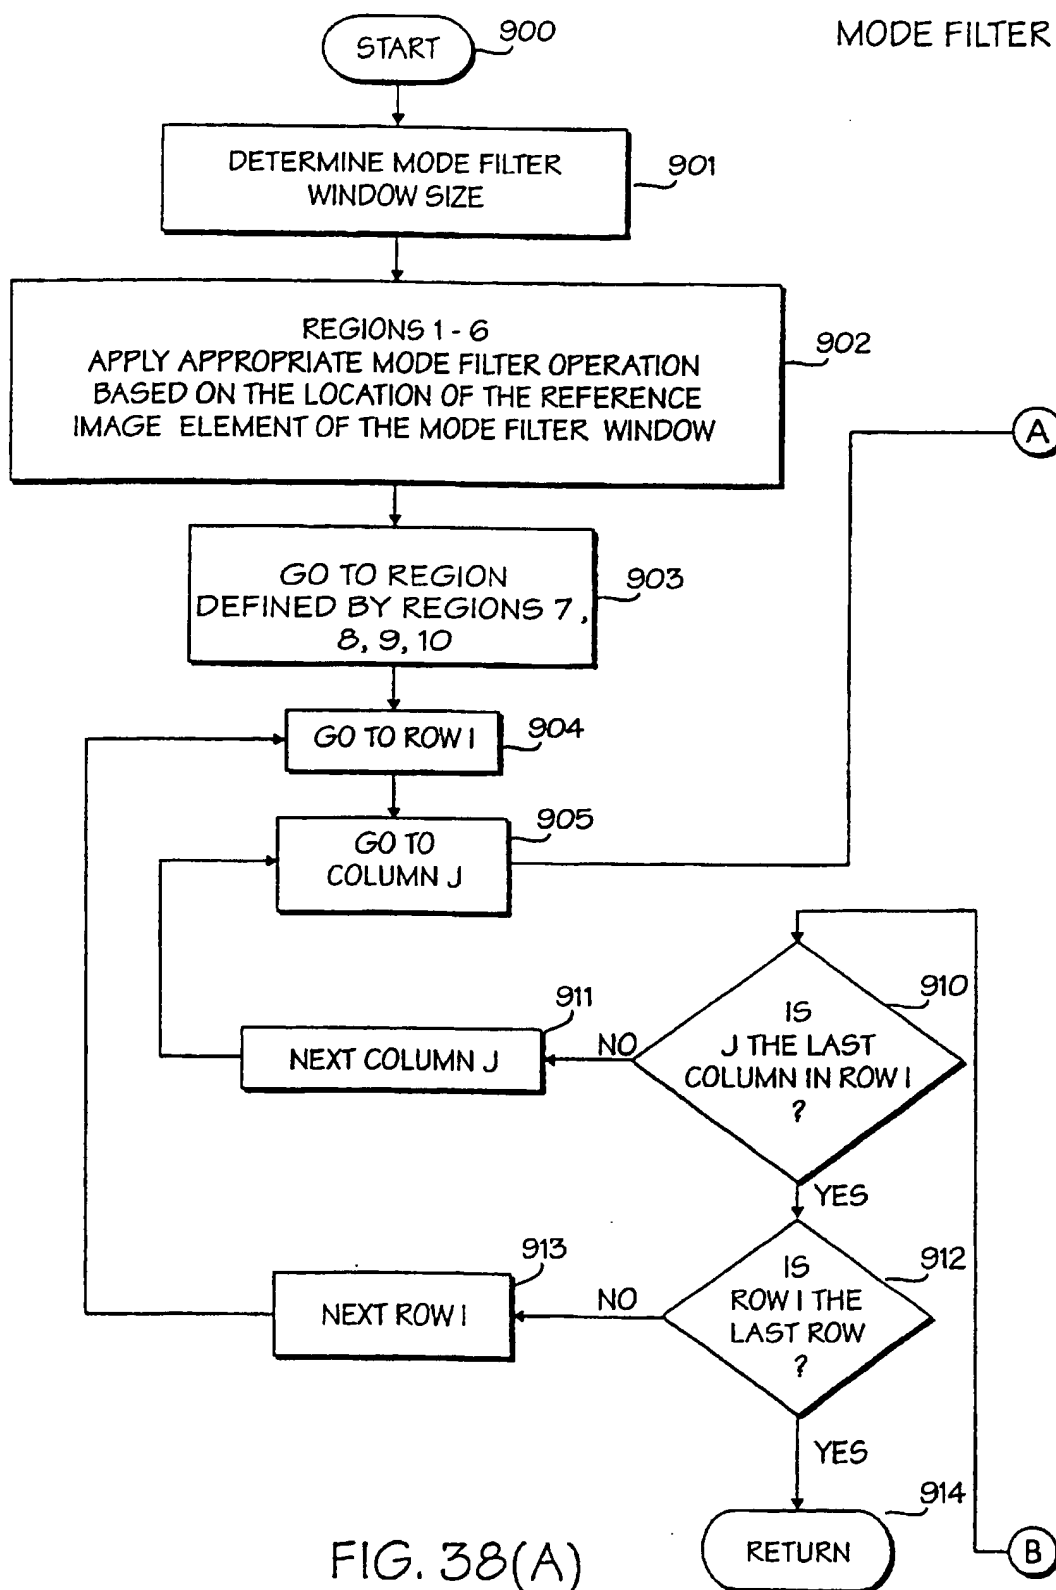 MODE FILTER
START
900
DETERMINE MODE FILTER
WINDOW SIZE
901
REGIONS 1 - 6
APPLY APPROPRIATE MODE FILTER OPERATION
BASED ON THE LOCATION OF THE REFERENCE
IMAGE ELEMENT OF THE MODE FILTER WINDOW
902
A
GO TO REGION
DEFINED BY REGIONS 7,
8, 9, 10
903
GO TO ROW I
904
GO TO
COLUMN J
905
IS
J THE LAST
COLUMN IN ROW I
?
910
NO
911
NEXT COLUMN J
YES
IS
ROW I THE
LAST ROW
?
912
NO
913
NEXT ROW I
YES
914
RETURN
B
FIG. 38(A)